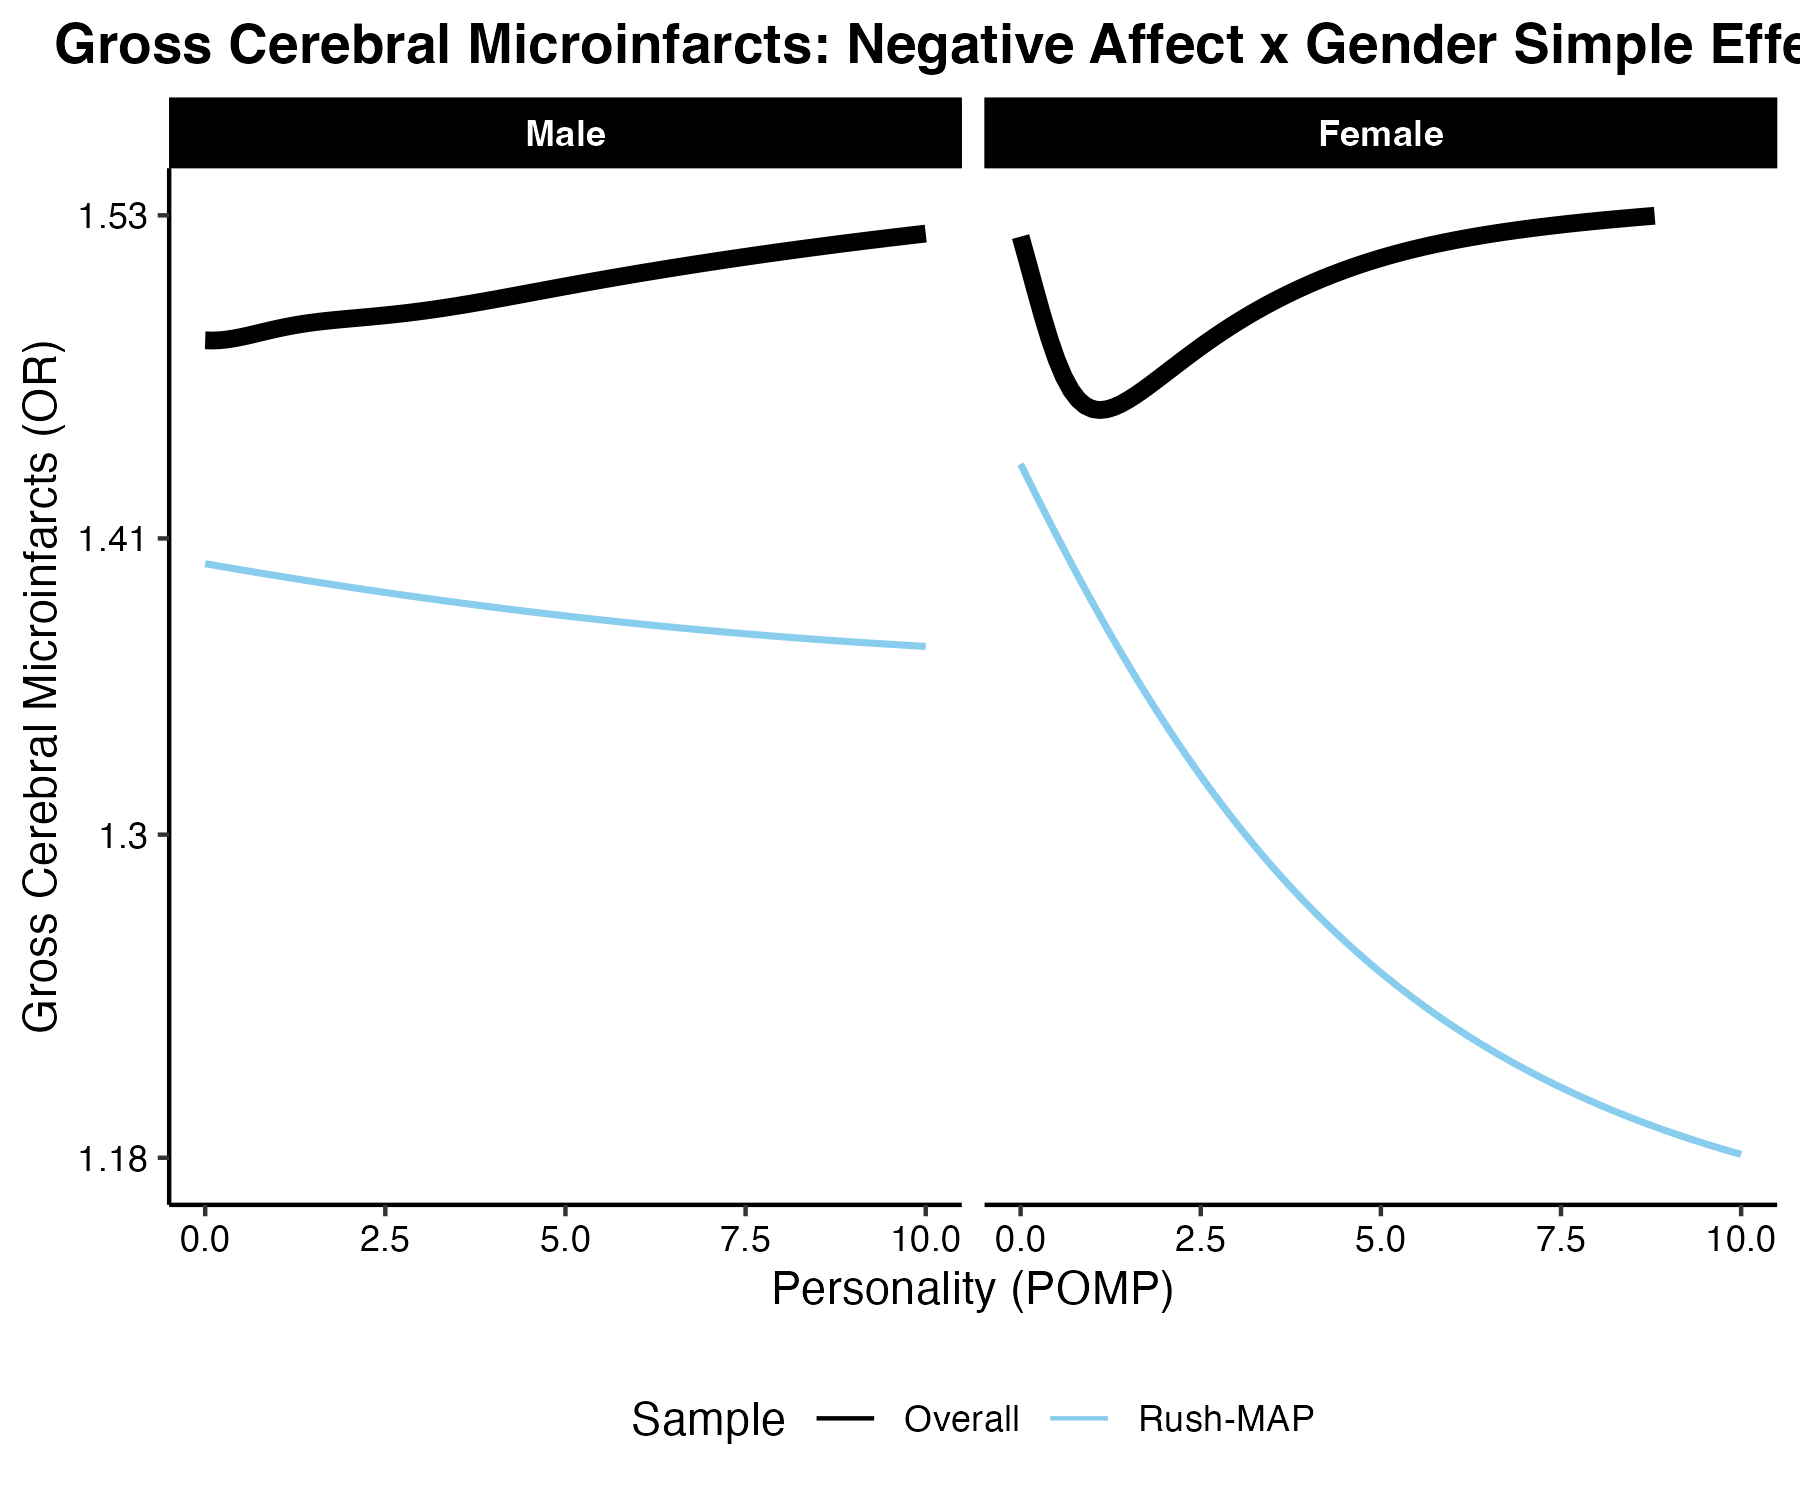 Gross Cerebral Microinfarcts: Negative Affect x Gender Simple Effe
Male
Female
Gross Cerebral Microinfarcts (OR)
1.53
1.41
1.3
1.18
0.0 2.5 5.0 7.5 10.0 0.0 2.5 5.0 7.5 10.0
Personality (POMP)
Sample Overall Rush-MAP